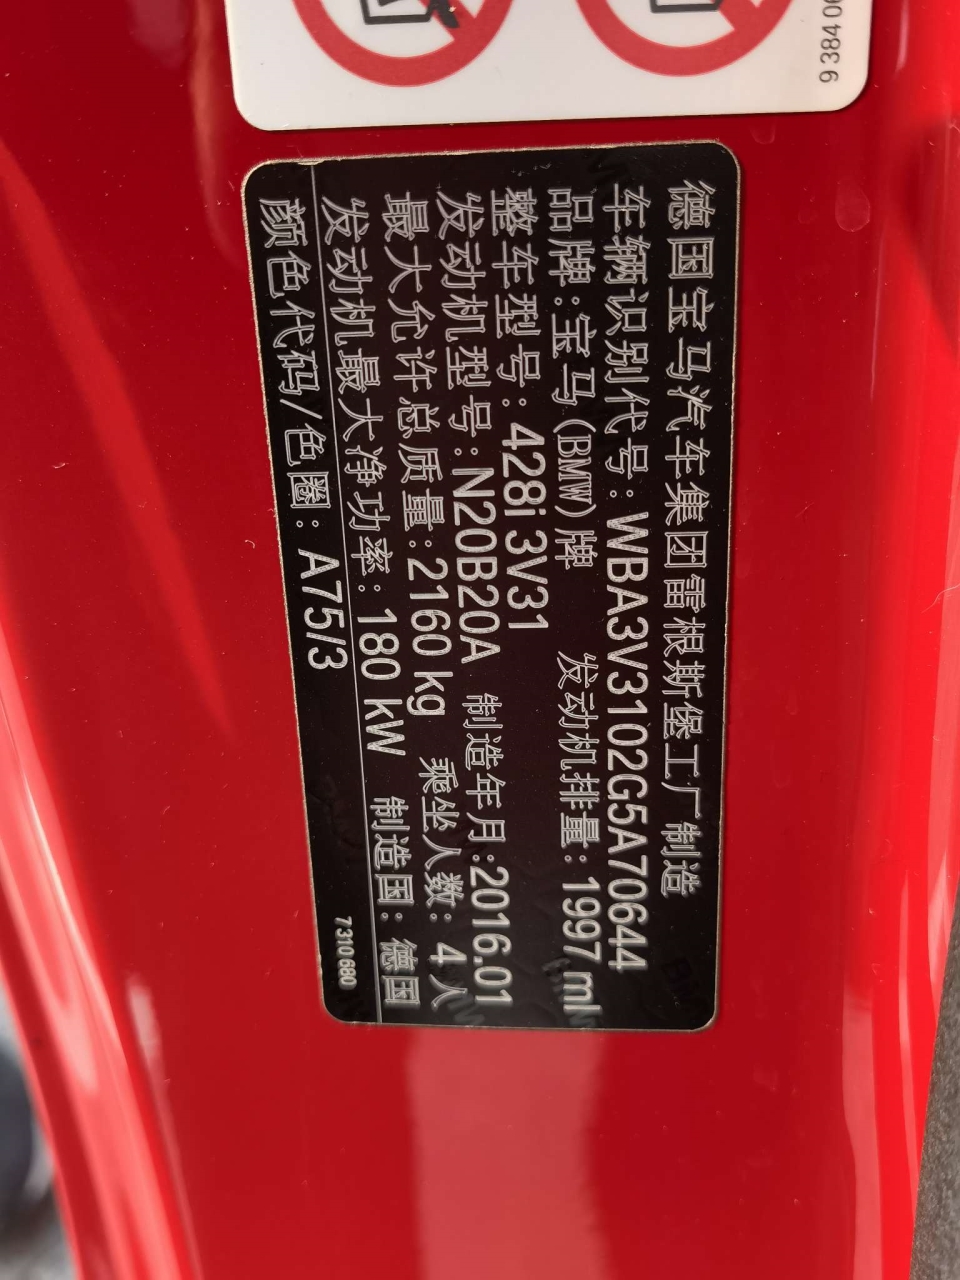 9 384 0
德国宝马汽车集团雷根斯堡工厂制造
车辆识别代号：WBA3V3102G5A70644
品牌：宝马(BMW)牌 发动机排量：1997 ml
整车型号：428i 3V31
发动机型号：N20B20A 制造年月：2016.01
最大允许总质量：2160 kg 乘坐人数：4人
发动机最大净功率：180 kW 制造国：德国
颜色代码/色圈：A75/3
7 310 680